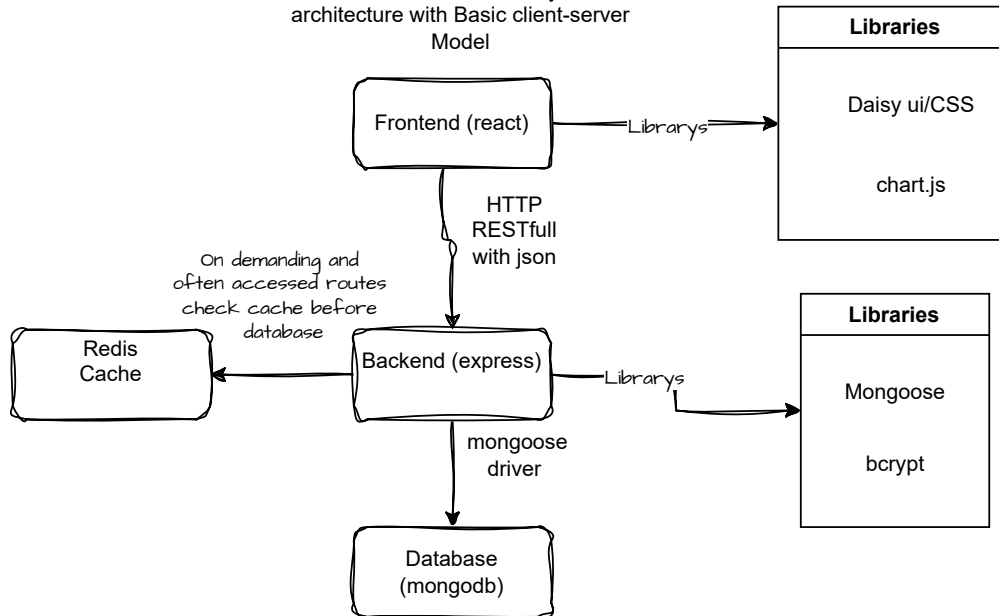 architecture with Basic client-server
Model
Libraries
Daisy ui/CSS
chart.js
Frontend (react)
Librarys
HTTP
RESTfull
with json
On demanding and
often accessed routes
check cache before
database
Redis
Cache
Backend (express)
Librarys
Libraries
Mongoose
bcrypt
mongoose
driver
Database
(mongodb)